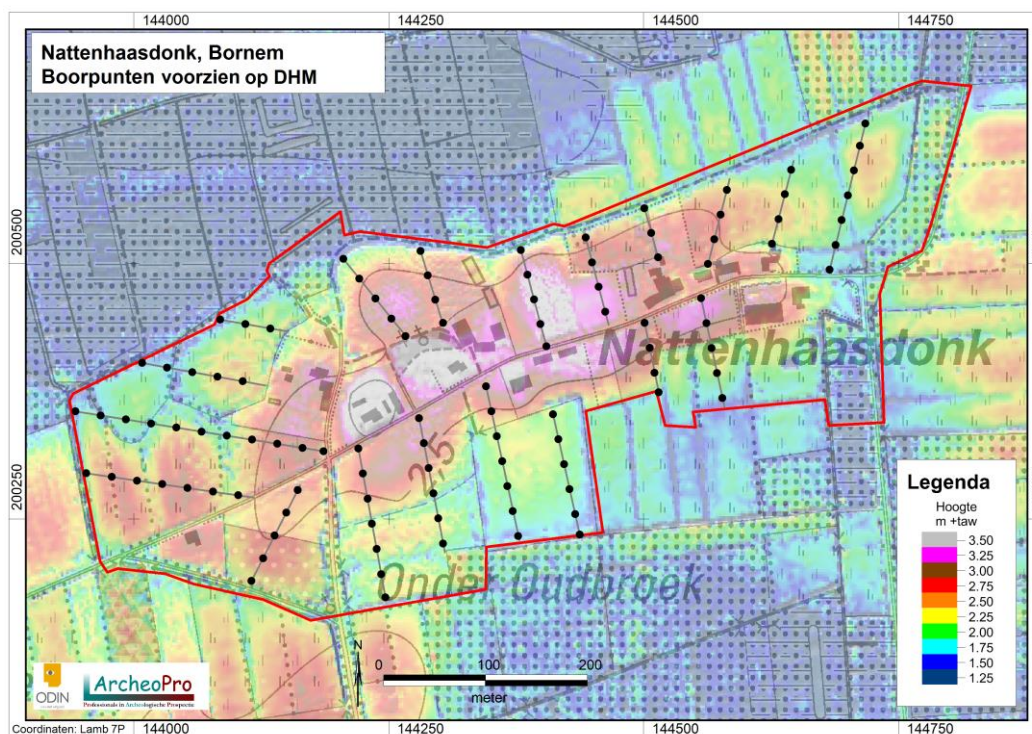 144000 144250 144500 144750
Nattenhaasdonk, Bornem
Boorpunten voorzien op DHM
200500
Nattenhaasdonk
2.5
200250
Onder Oudbroek
Legenda
Hoogte
m +taw
3.50
3.25
3.00
2.75
2.50
2.25
2.00
1.75
1.50
1.25
N
0 100 200
meter
ODIN
ArcheoPro
Professionals in Archeologische Prospectie
144000 144250 144500 144750
Coordinaten: Lamb 7P